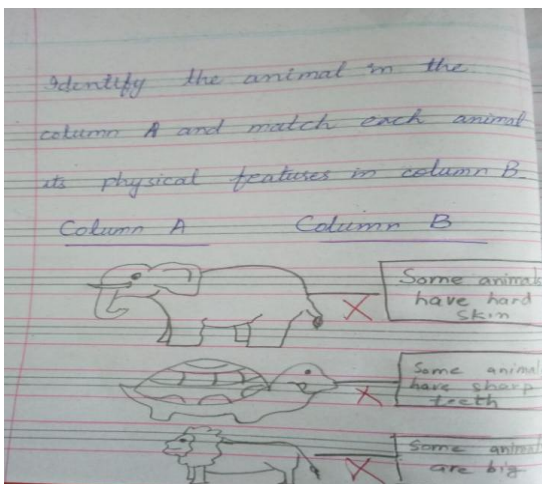 Identify the animal in the
column A and match each animal
its physical features in column B
Column A Column B
Some animals
have hard
skin
Some animal
have sharp
teeth
Some animal
are big